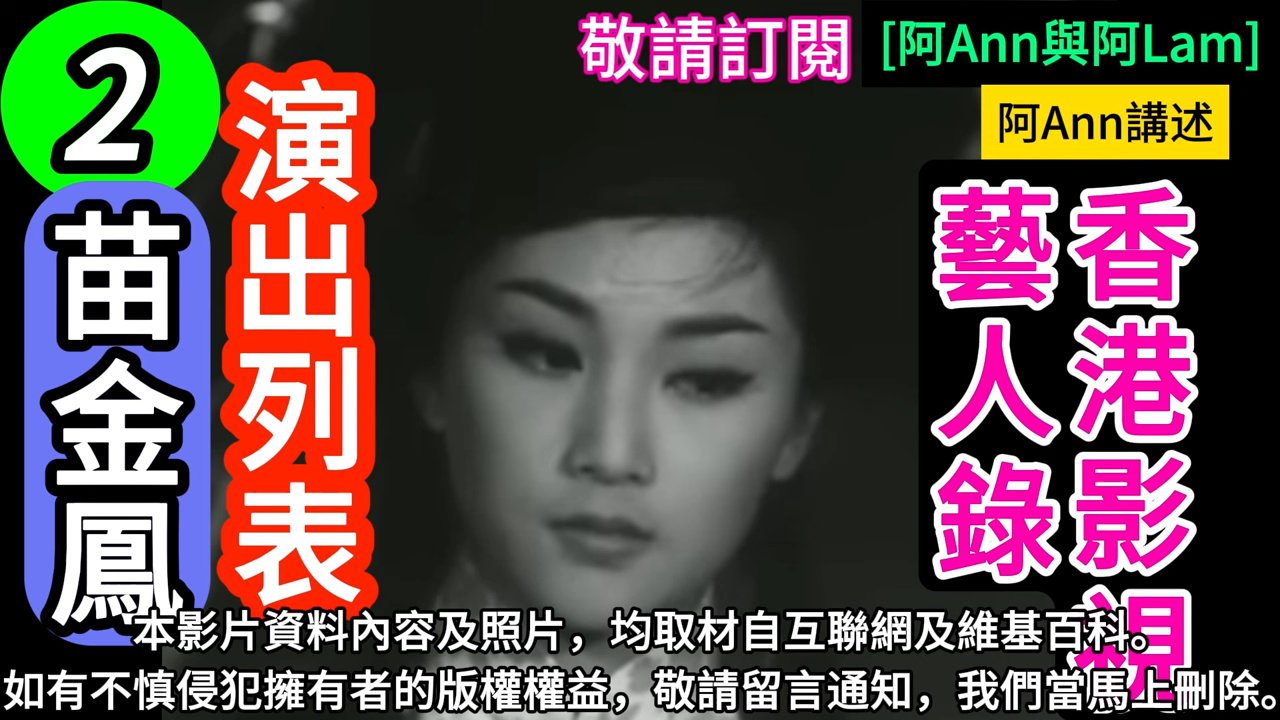 2
苗金鳳
演出列表
敬請訂閱
[阿Ann與阿Lam]
阿Ann講述
香港影視
藝人錄
本影片資料內容及照片，均取材自互聯網及維基百科。
如有不慎侵犯擁有者的版權權益，敬請留言通知，我們當馬上刪除。